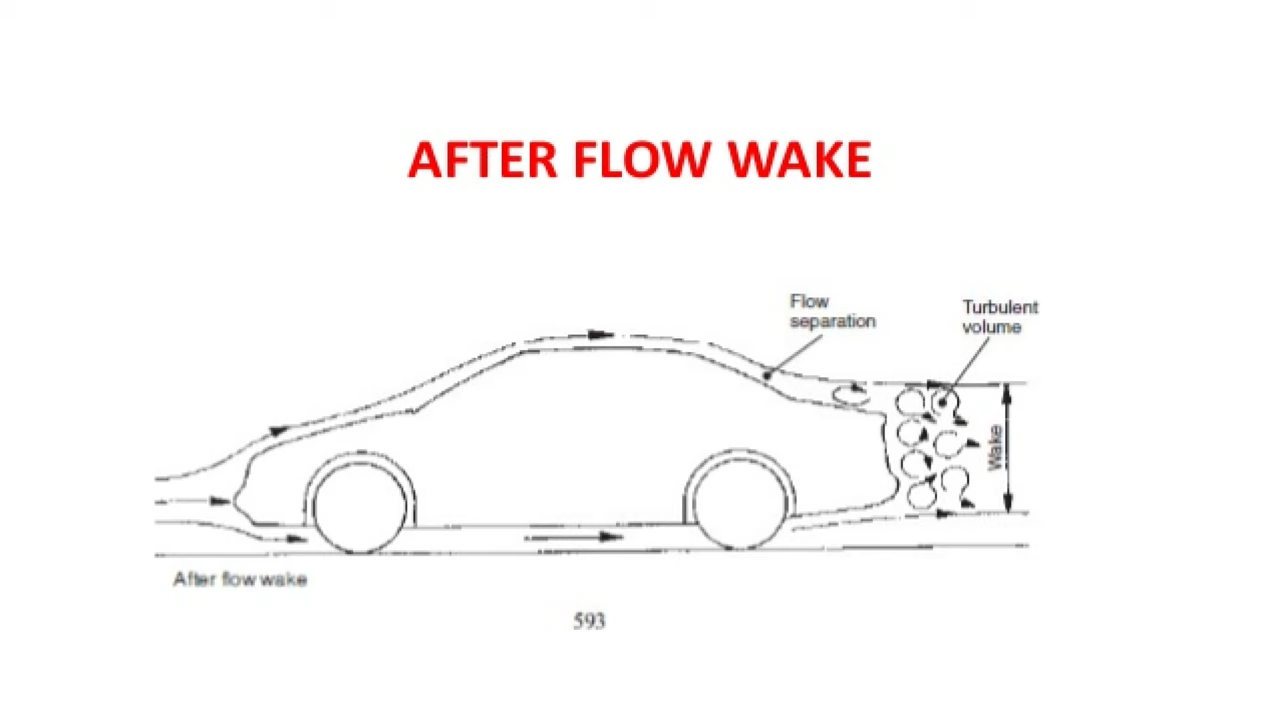 AFTER FLOW WAKE
Flow
separation
Turbulent
volume
Wake
After flow wake
593